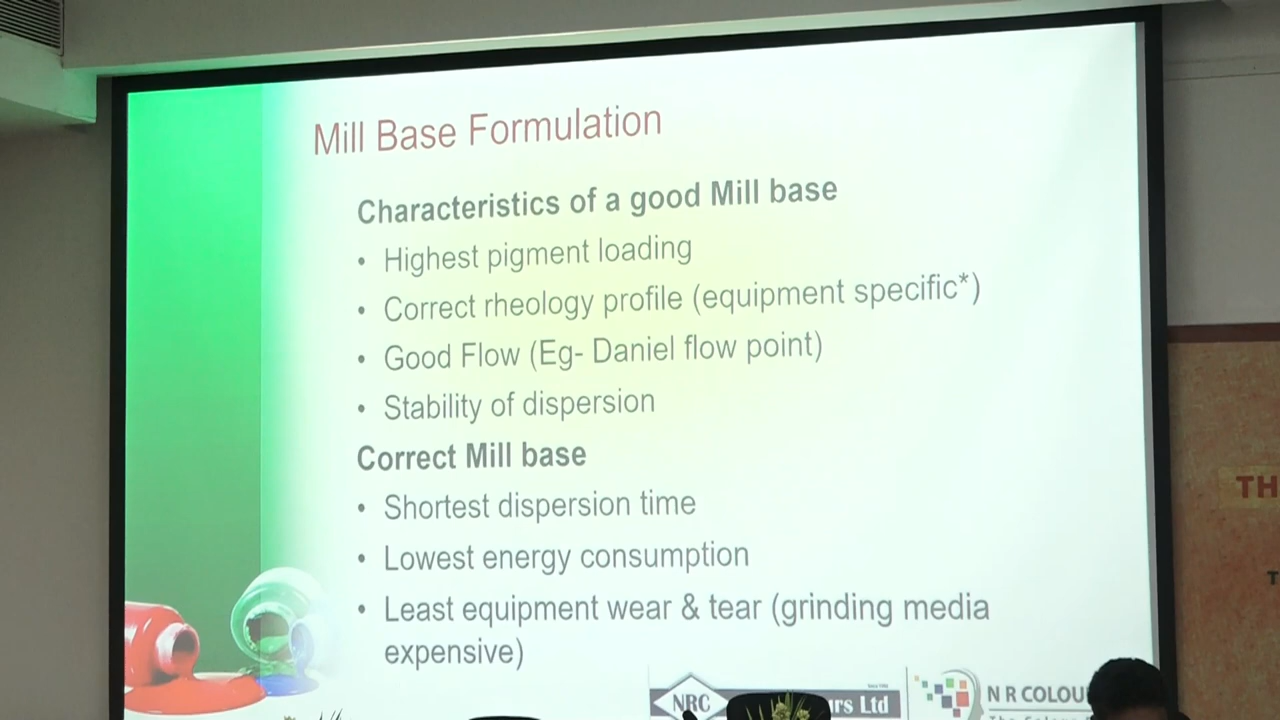 Mill Base Formulation
Characteristics of a good Mill base
• Highest pigment loading
• Correct rheology profile (equipment specific*)
• Good Flow (Eg- Daniel flow point)
• Stability of dispersion
Correct Mill base
• Shortest dispersion time
• Lowest energy consumption
• Least equipment wear & tear (grinding media
expensive)
NRC
Ltd
N R COLOU
TH
T